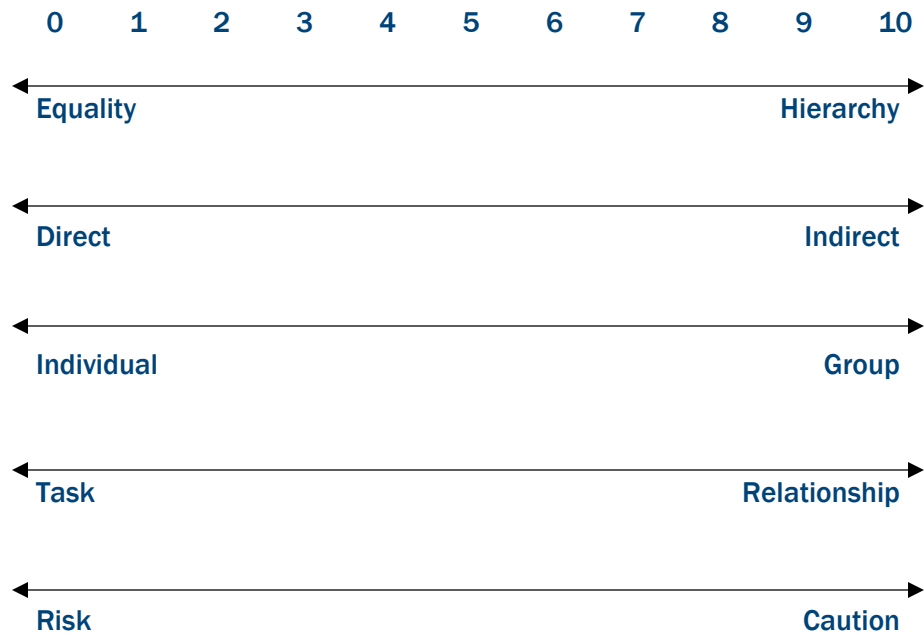 0 1 2 3 4 5 6 7 8 9 10
Equality Hierarchy
Direct Indirect
Individual Group
Task Relationship
Risk Caution